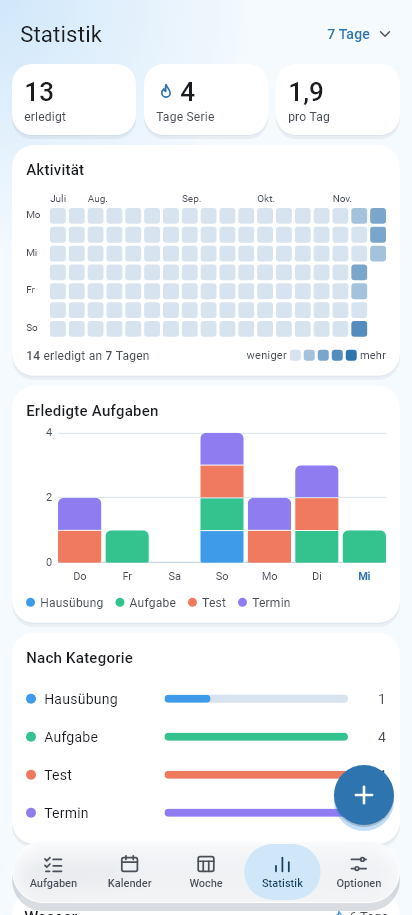 Statistik
7 Tage
13
erledigt
4
Tage Serie
1,9
pro Tag
Aktivität
Juli Aug. Sep. Okt. Nov.
Mo
Mi
Fr
So
14 erledigt an 7 Tagen
weniger mehr
Erledigte Aufgaben
4
2
0
Do Fr Sa So Mo Di Mi
Hausübung Aufgabe Test Termin
Nach Kategorie
Hausübung 1
Aufgabe 4
Test
Termin
Aufgaben Kalender Woche Statistik Optionen